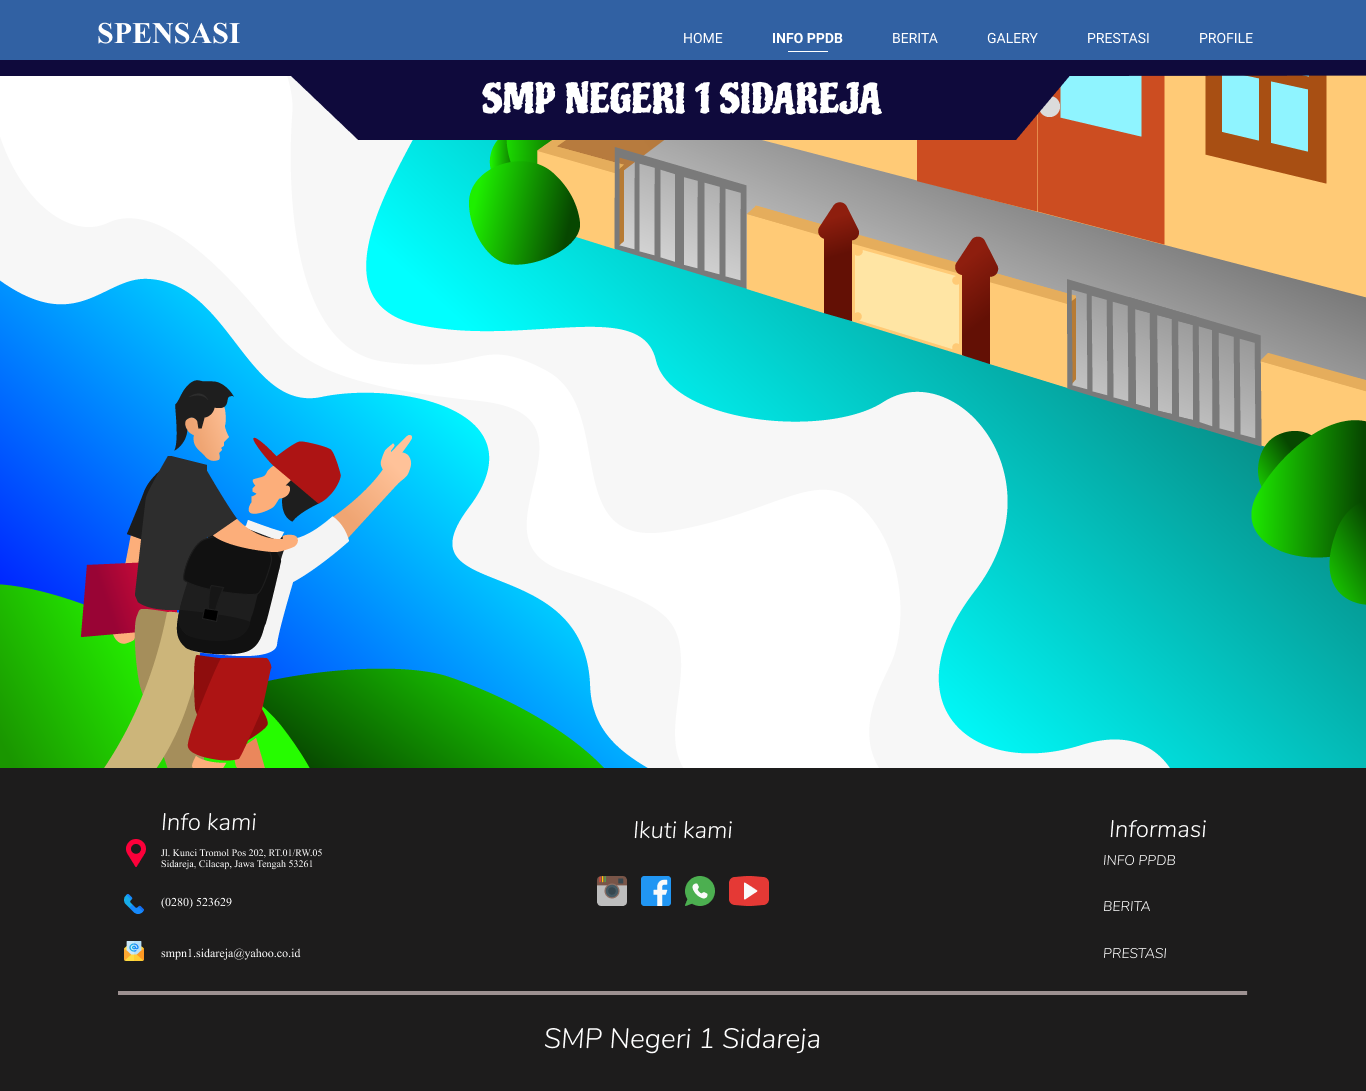 SPENSASI
HOME
INFO PPDB
BERITA
GALERY
PRESTASI
PROFILE
SMP NEGERI 1 SIDAREJA
Info kami
Jl. Kunci Tromol Pos 202, RT.01/RW.05
Sidareja, Cilacap, Jawa Tengah 53261
(0280) 523629
smpn1.sidareja@yahoo.co.id
Ikuti kami
Informasi
INFO PPDB
BERITA
PRESTASI
SMP Negeri 1 Sidareja